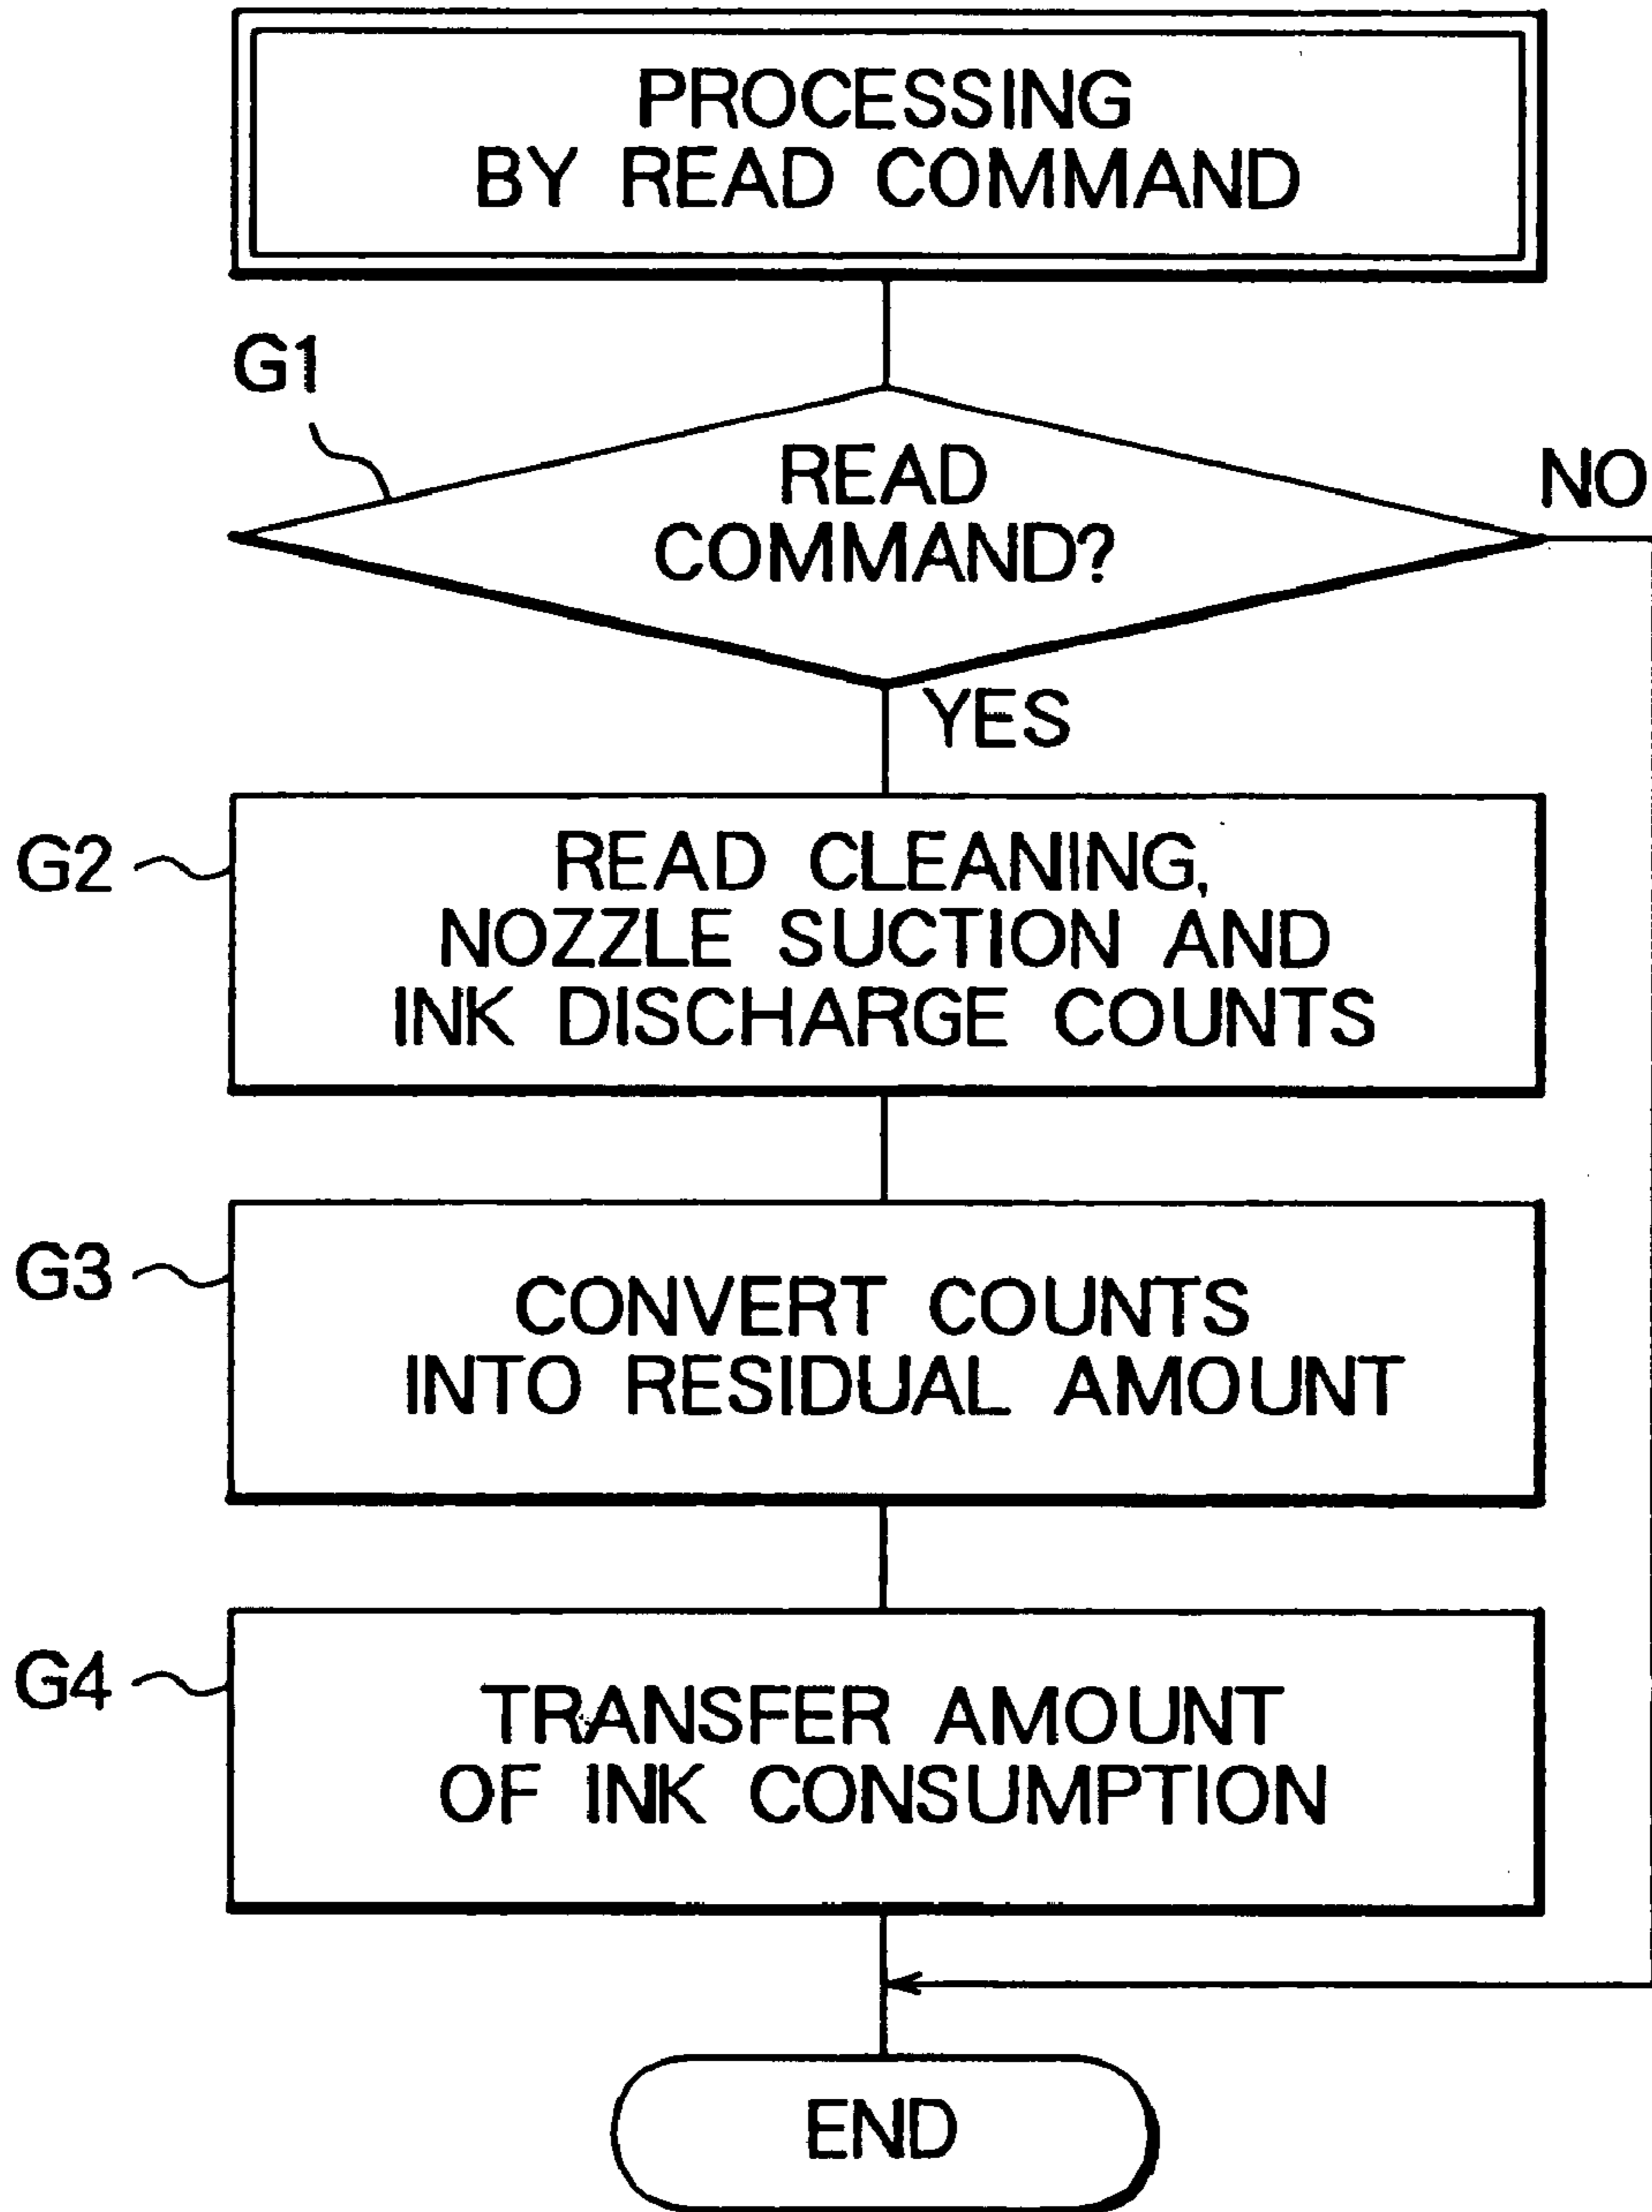 PROCESSING
BY READ COMMAND
G1
READ
COMMAND?
NO
YES
G2
READ CLEANING,
NOZZLE SUCTION AND
INK DISCHARGE COUNTS
G3
CONVERT COUNTS
INTO RESIDUAL AMOUNT
G4
TRANSFER AMOUNT
OF INK CONSUMPTION
END